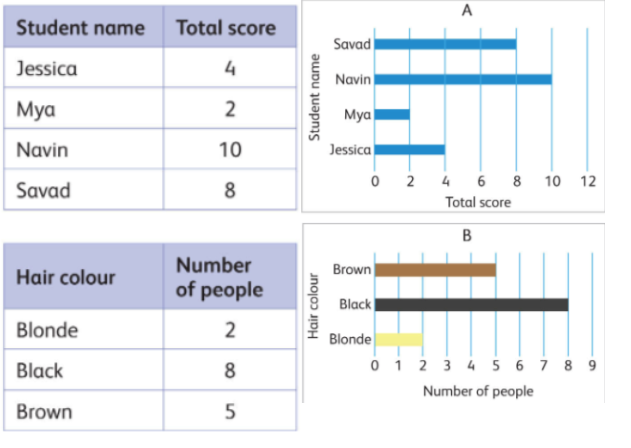 Student name Total score
Jessica 4
Mya 2
Navin 10
Savad 8
A
Student name
Savad
Navin
Mya
Jessica
0 2 4 6 8 10 12
Total score
Hair colour Number of people
Blonde 2
Black 8
Brown 5
B
Hair colour
Brown
Black
Blonde
0 1 2 3 4 5 6 7 8 9
Number of people